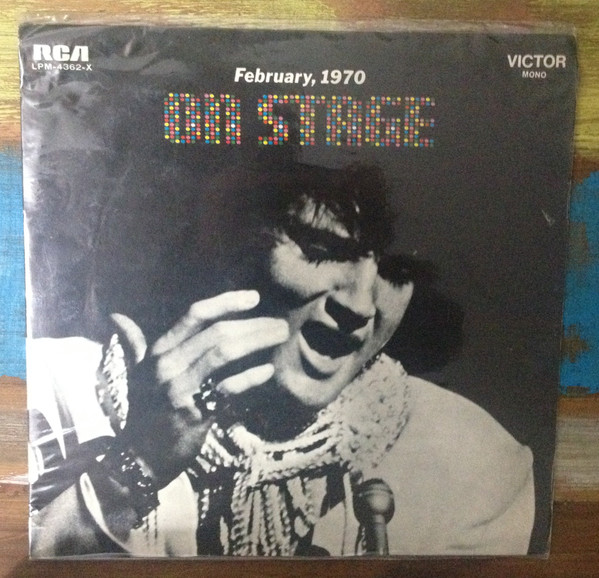 RCA
LPM-4362-X
VICTOR
MONO
February, 1970
ON STAGE